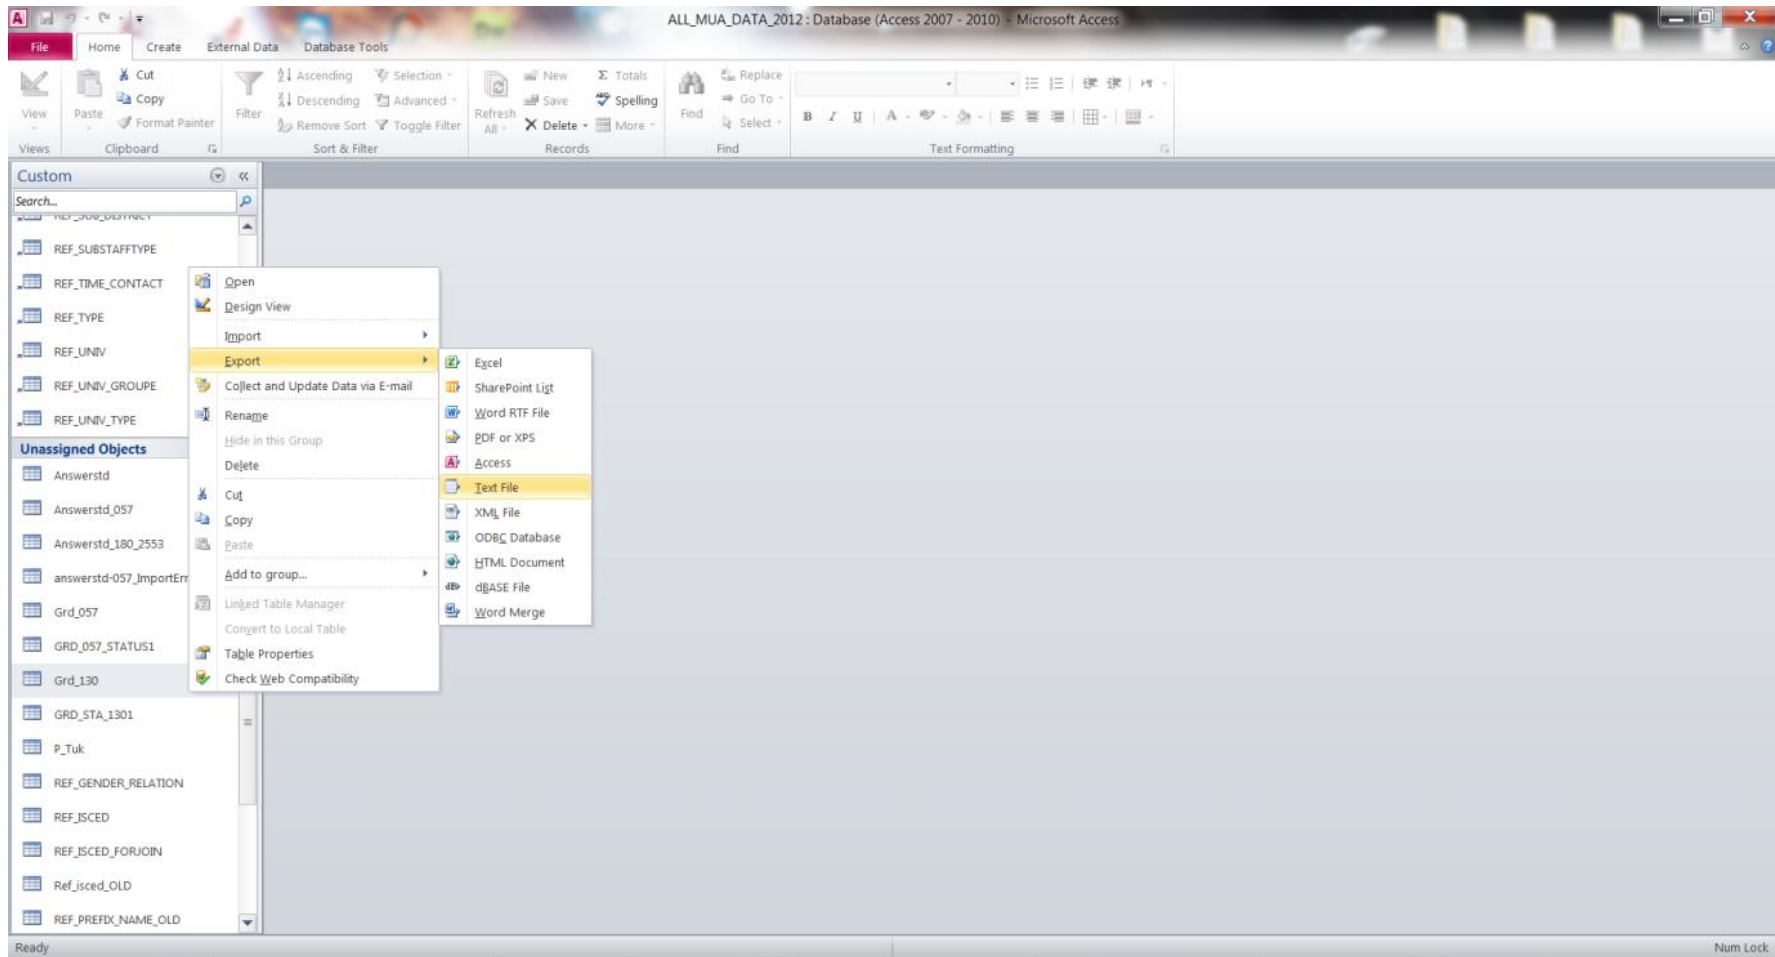 ALL_MUA_DATA_2012 : Database (Access 2007 - 2010) - Microsoft Access
File Home Create External Data Database Tools
View
Views
Paste
Cut
Copy
Format Painter
Clipboard
Filter
Ascending
Descending
Remove Sort
Selection
Advanced
Toggle Filter
Sort & Filter
Refresh
All
New
Save
Delete
Totals
Spelling
More
Records
Find
Replace
Go To
Select
Find
B I U A
Text Formatting
Custom
Search...
REF_SUB_DISTRICT
REF_SUBSTAFFTYPE
REF_TIME_CONTACT
REF_TYPE
REF_UNIV
REF_UNIV_GROUPE
REF_UNIV_TYPE
Unassigned Objects
Answerstd
Answerstd_057
Answerstd_180_2553
answerstd-057_ImportErr
Grd_057
GRD_057_STATUS1
Grd_130
GRD_STA_1301
P_Tuk
REF_GENDER_RELATION
REF_ISCED
REF_ISCED_FORJOIN
Ref_isced_OLD
REF_PREFIX_NAME_OLD
Open
Design View
Import
Export
Collect and Update Data via E-mail
Rename
Hide in this Group
Delete
Cut
Copy
Paste
Add to group...
Linked Table Manager
Convert to Local Table
Table Properties
Check Web Compatibility
Excel
SharePoint List
Word RTF File
PDF or XPS
Access
Text File
XML File
ODBC Database
HTML Document
dBASE File
Word Merge
Ready
Num Lock